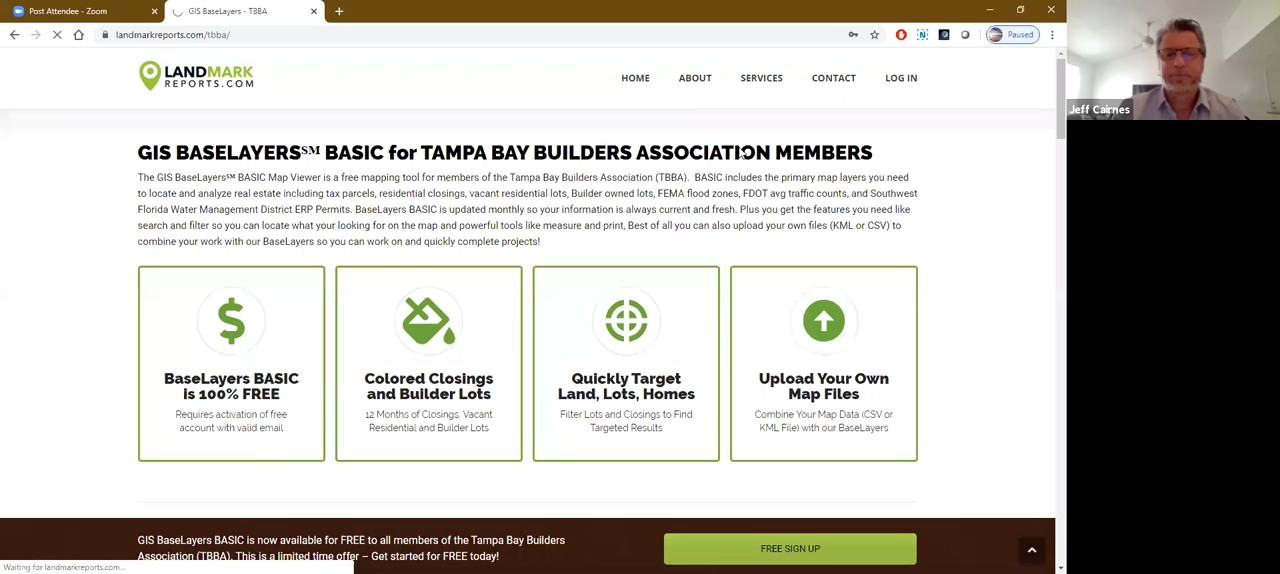 Post Attendee - Zoom
GIS BaseLayers - TBBA
landmarkreports.com/tbba/
Paused
Jeff Cairnes
LANDMARK
REPORTS.COM
HOME
ABOUT
SERVICES
CONTACT
LOG IN
GIS BASELAYERS℠ BASIC for TAMPA BAY BUILDERS ASSOCIATION MEMBERS
The GIS BaseLayers℠ BASIC Map Viewer is a free mapping tool for members of the Tampa Bay Builders Association (TBBA). BASIC includes the primary map layers you need
to locate and analyze real estate including tax parcels, residential closings, vacant residential lots, Builder owned lots, FEMA flood zones, FDOT avg traffic counts, and Southwest
Florida Water Management District ERP Permits. BaseLayers BASIC is updated monthly so your information is always current and fresh. Plus you get the features you need like
search and filter so you can locate what your looking for on the map and powerful tools like measure and print, Best of all you can also upload your own files (KML or CSV) to
combine your work with our BaseLayers so you can work on and quickly complete projects!
BaseLayers BASIC
is 100% FREE
Requires activation of free
account with valid email
Colored Closings
and Builder Lots
12 Months of Closings, Vacant
Residential and Builder Lots
Quickly Target
Land, Lots, Homes
Filter Lots and Closings to Find
Targeted Results
Upload Your Own
Map Files
Combine Your Map Data (CSV or
KML File) with our BaseLayers
GIS BaseLayers BASIC is now available for FREE to all members of the Tampa Bay Builders
Association (TBBA). This is a limited time offer – Get started for FREE today!
FREE SIGN UP
Waiting for landmarkreports.com...